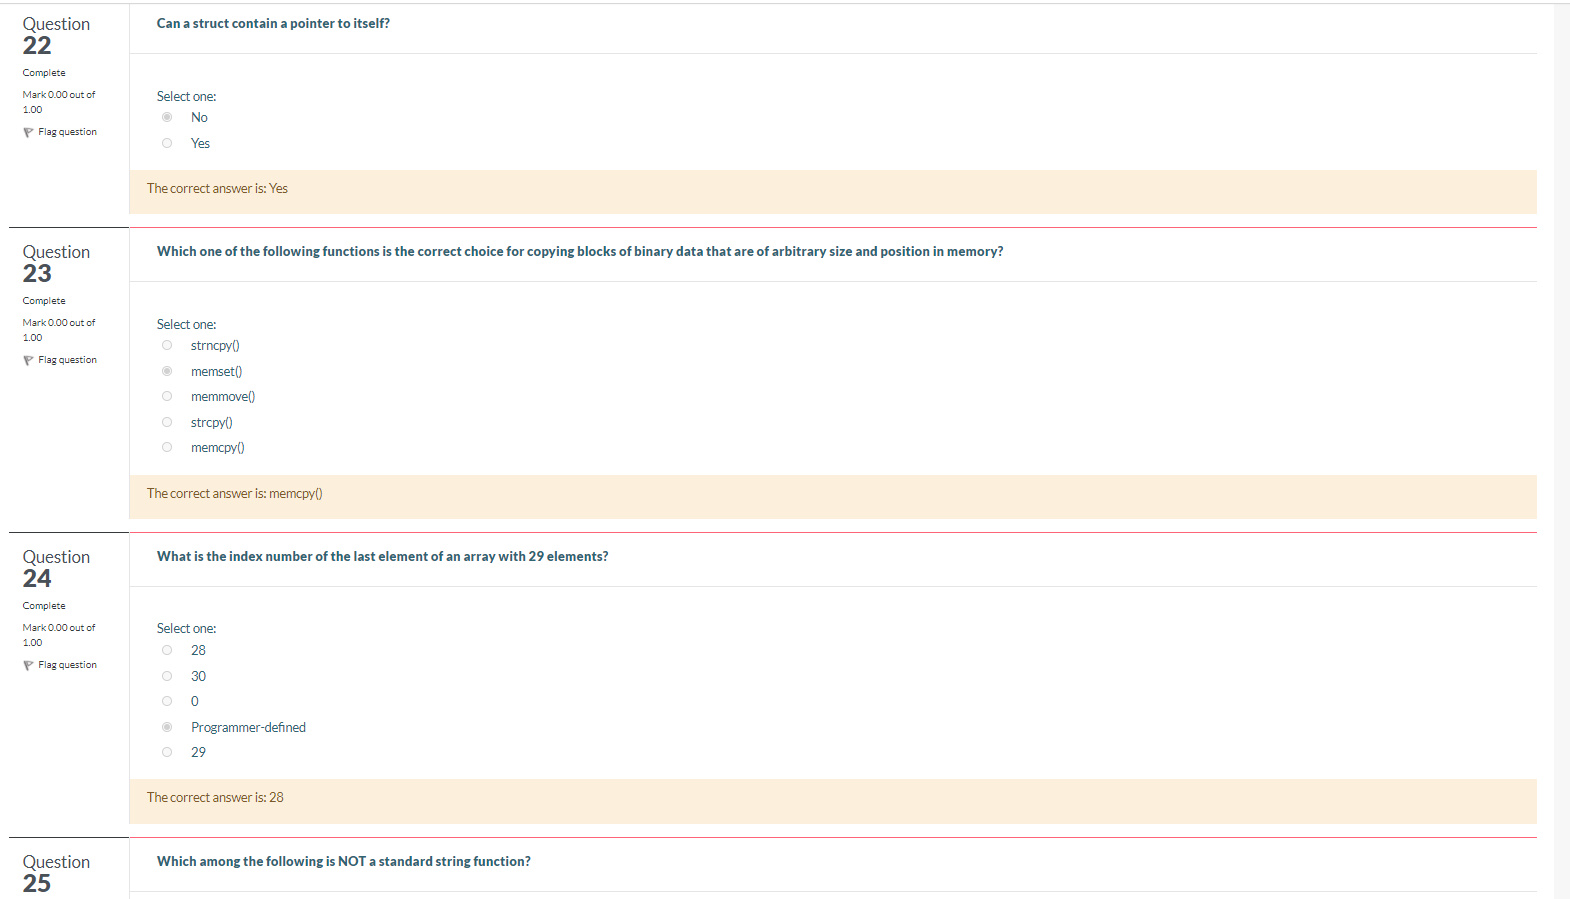 Question
22
Complete
Mark 0.00 out of
1.00
Flag question
Can a struct contain a pointer to itself?
Select one:
No
Yes
The correct answer is: Yes
Question
23
Complete
Mark 0.00 out of
1.00
Flag question
Which one of the following functions is the correct choice for copying blocks of binary data that are of arbitrary size and position in memory?
Select one:
strncpy()
memset()
memmove()
strcpy()
memcpy()
The correct answer is: memcpy()
Question
24
Complete
Mark 0.00 out of
1.00
Flag question
What is the index number of the last element of an array with 29 elements?
Select one:
28
30
0
Programmer-defined
29
The correct answer is: 28
Question
25
Which among the following is NOT a standard string function?